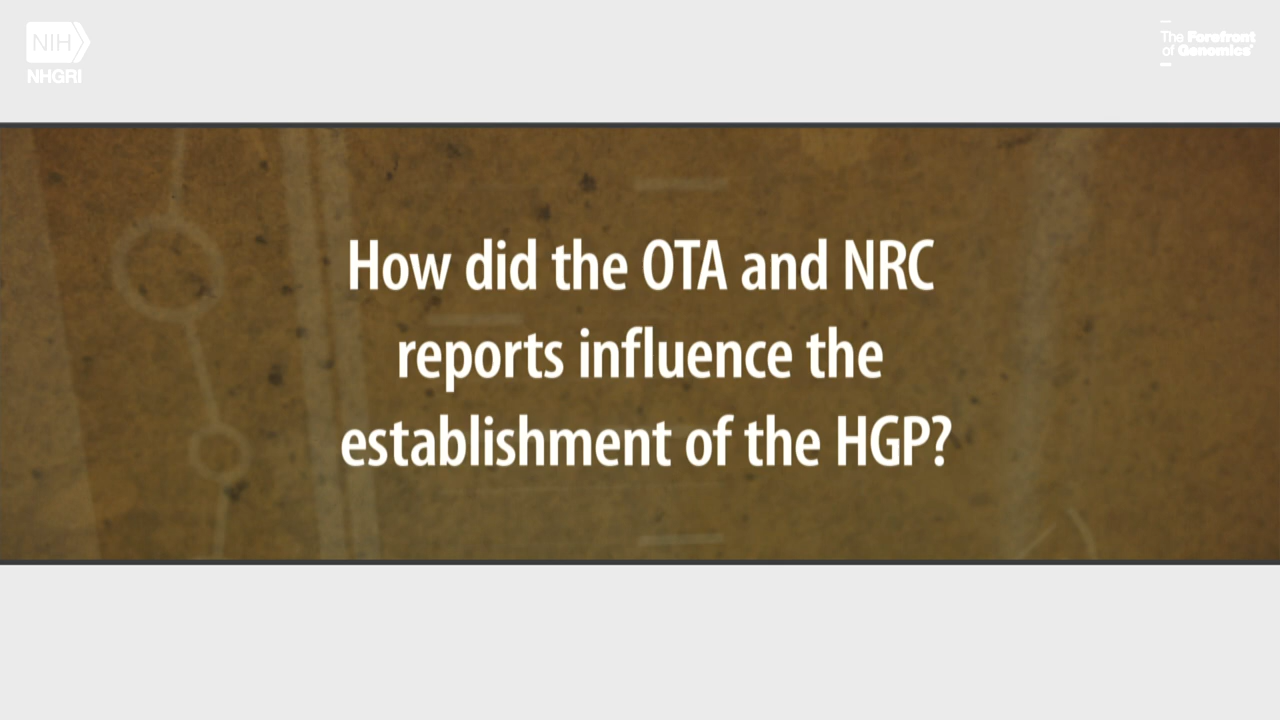 NIH
NHGRI
The Forefront
of Genomics®
How did the OTA and NRC
reports influence the
establishment of the HGP?